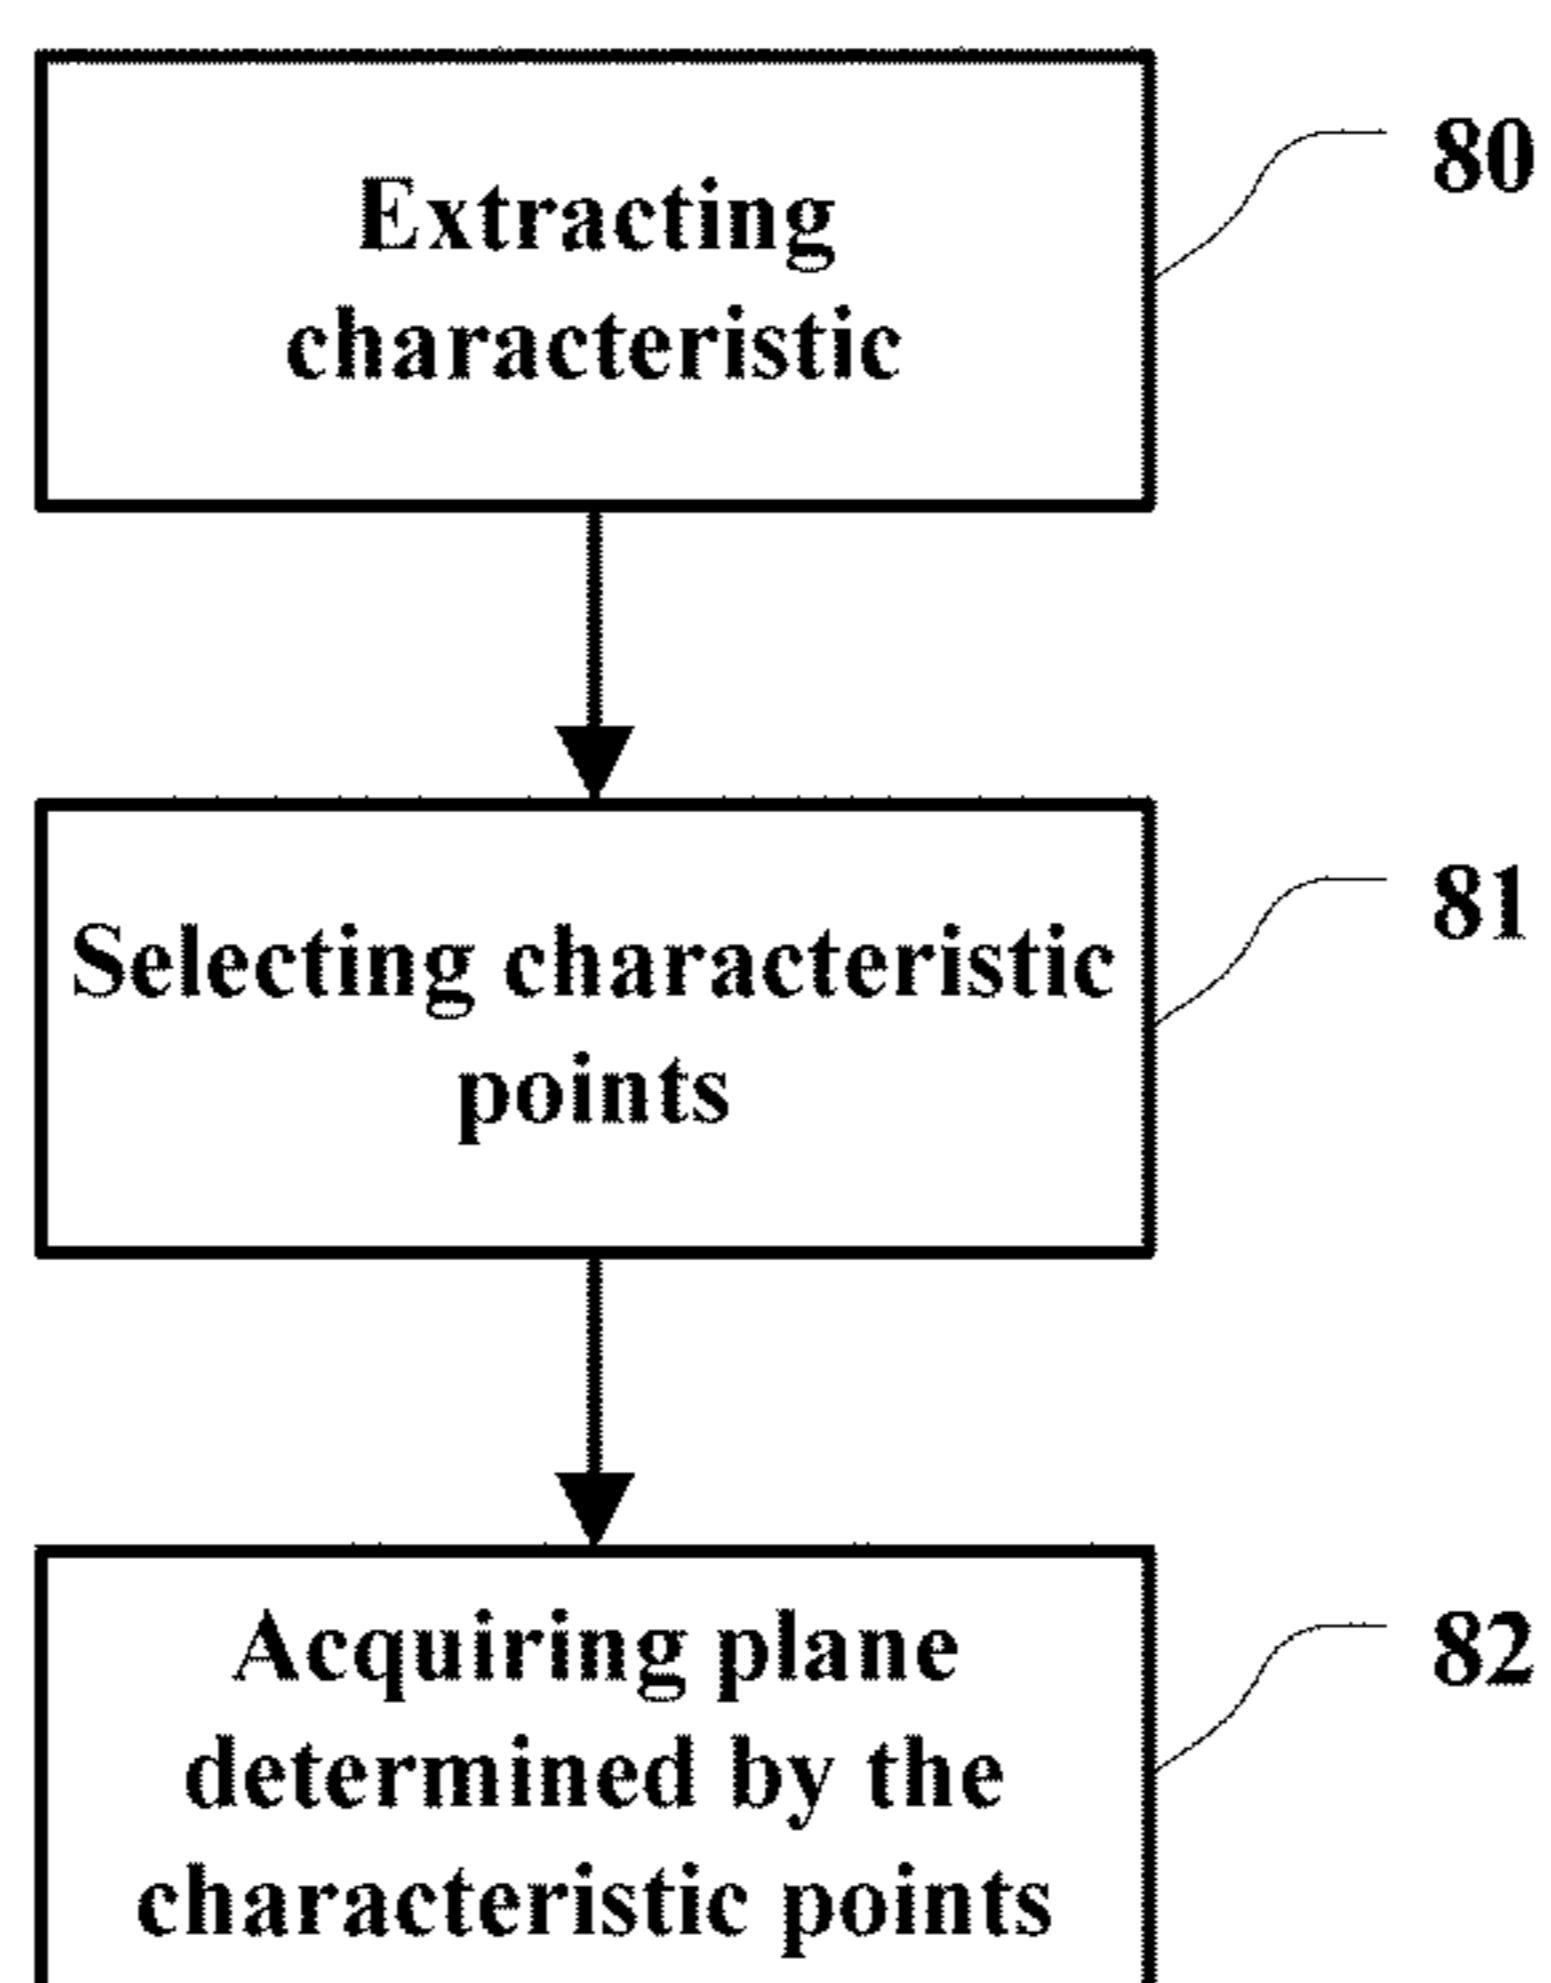 Extracting
characteristic
80
Selecting characteristic
points
81
Acquiring plane
determined by the
characteristic points
82